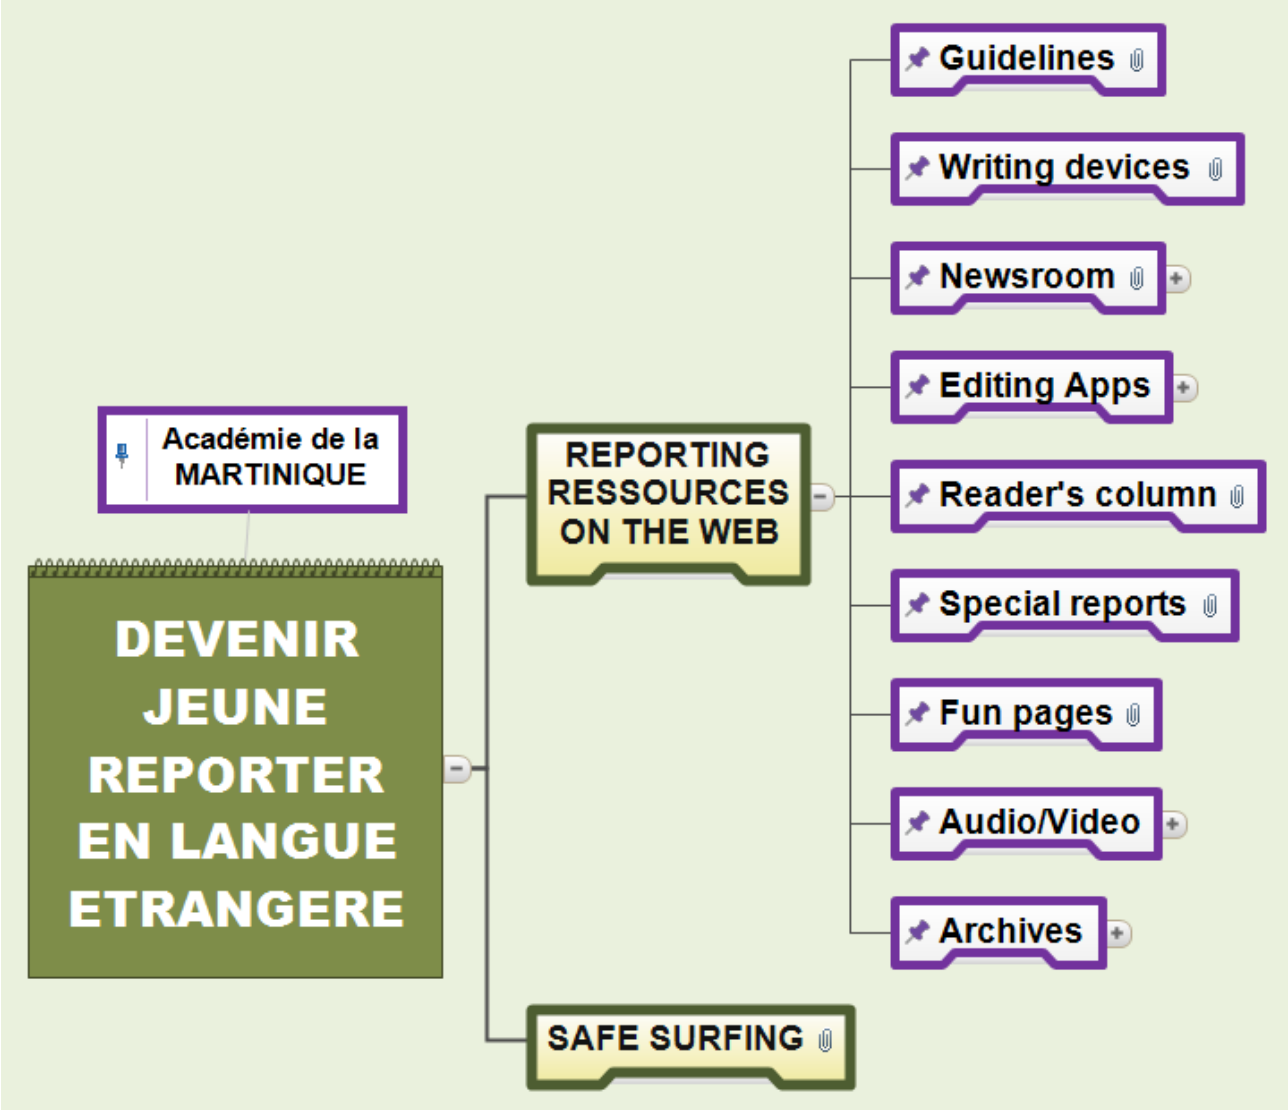 Académie de la
MARTINIQUE
DEVENIR
JEUNE
REPORTER
EN LANGUE
ETRANGERE
REPORTING
RESSOURCES
ON THE WEB
Guidelines
Writing devices
Newsroom
Editing Apps
Reader's column
Special reports
Fun pages
Audio/Video
Archives
SAFE SURFING